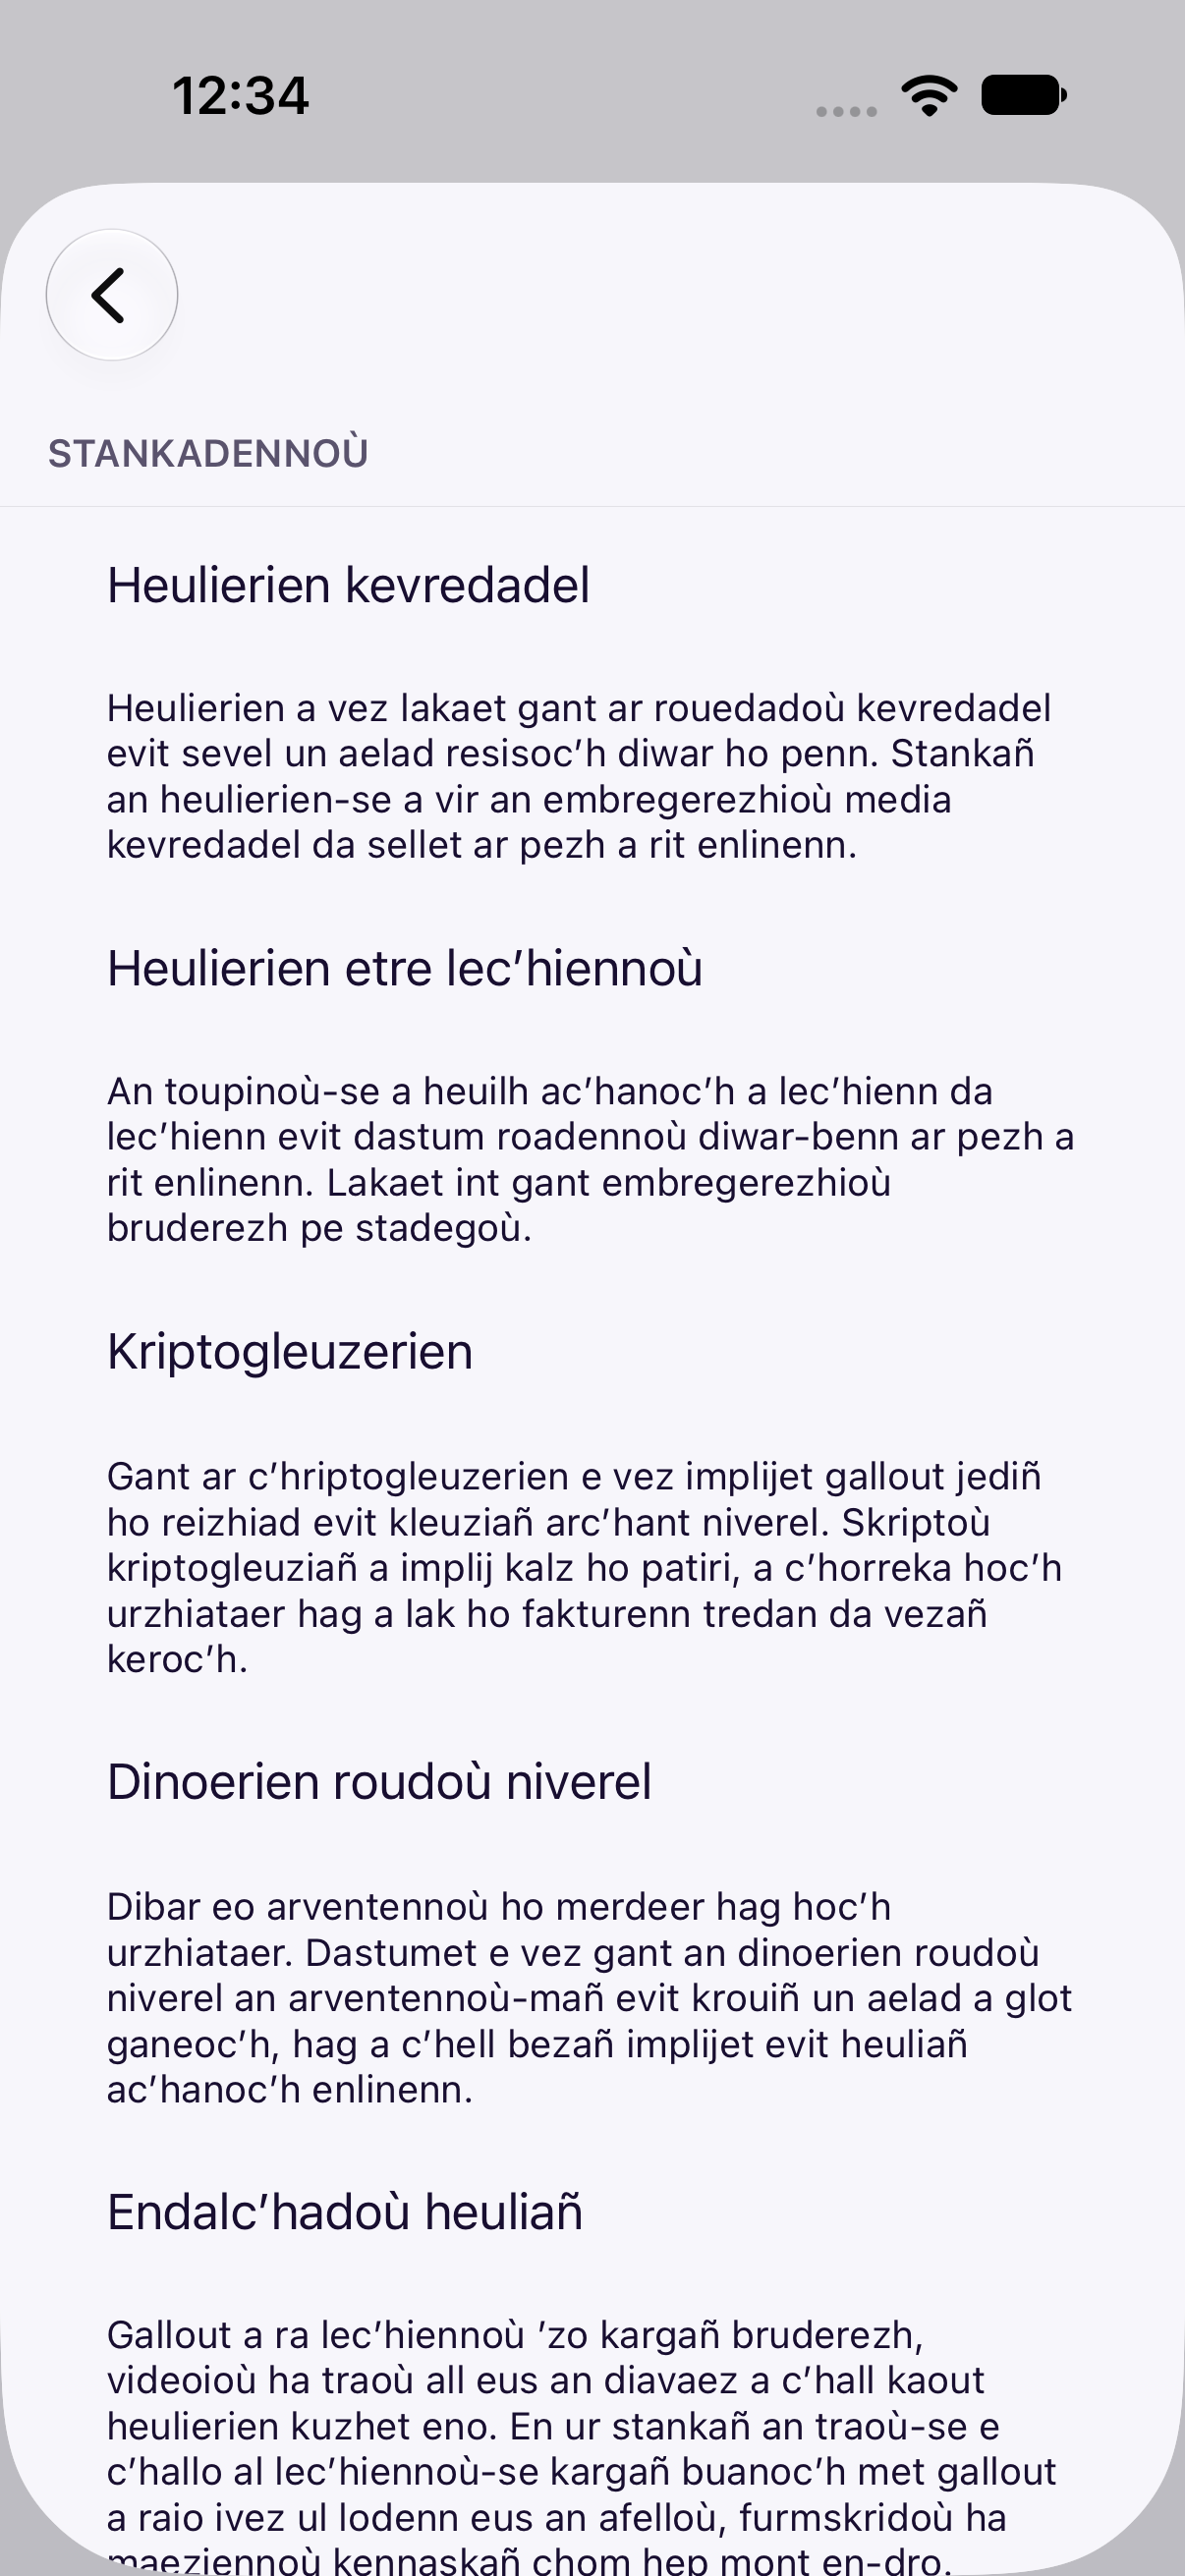 12:34
STANKADENNOÙ
Heulierien kevredadel
Heulierien a vez lakaet gant ar rouedadoù kevredadel
evit sevel un aelad resisoc’h diwar ho penn. Stankañ
an heulierien-se a vir an embregerezhioù media
kevredadel da sellet ar pezh a rit enlinenn.
Heulierien etre lec’hiennoù
An toupinoù-se a heuilh ac’hanoc’h a lec’hienn da
lec’hienn evit dastum roadennoù diwar-benn ar pezh a
rit enlinenn. Lakaet int gant embregerezhioù
bruderezh pe stadegoù.
Kriptogleuzerien
Gant ar c’hriptogleuzerien e vez implijet gallout jediñ
ho reizhiad evit kleuziañ arc’hant niverel. Skriptoù
kriptogleuziañ a implij kalz ho patiri, a c’horreka hoc’h
urzhiataer hag a lak ho fakturenn tredan da vezañ
keroc’h.
Dinoerien roudoù niverel
Dibar eo arventennoù ho merdeer hag hoc’h
urzhiataer. Dastumet e vez gant an dinoerien roudoù
niverel an arventennoù-mañ evit krouiñ un aelad a glot
ganeoc’h, hag a c’hell bezañ implijet evit heuliañ
ac’hanoc’h enlinenn.
Endalc’hadoù heuliañ
Gallout a ra lec’hiennoù ’zo kargañ bruderezh,
videoioù ha traoù all eus an diavaez a c’hall kaout
heulierien kuzhet eno. En ur stankañ an traoù-se e
c’hallo al lec’hiennoù-se kargañ buanoc’h met gallout
a raio ivez ul lodenn eus an afelloù, furmskridoù ha
maeziennoù kennaskañ chom hep mont en-dro.